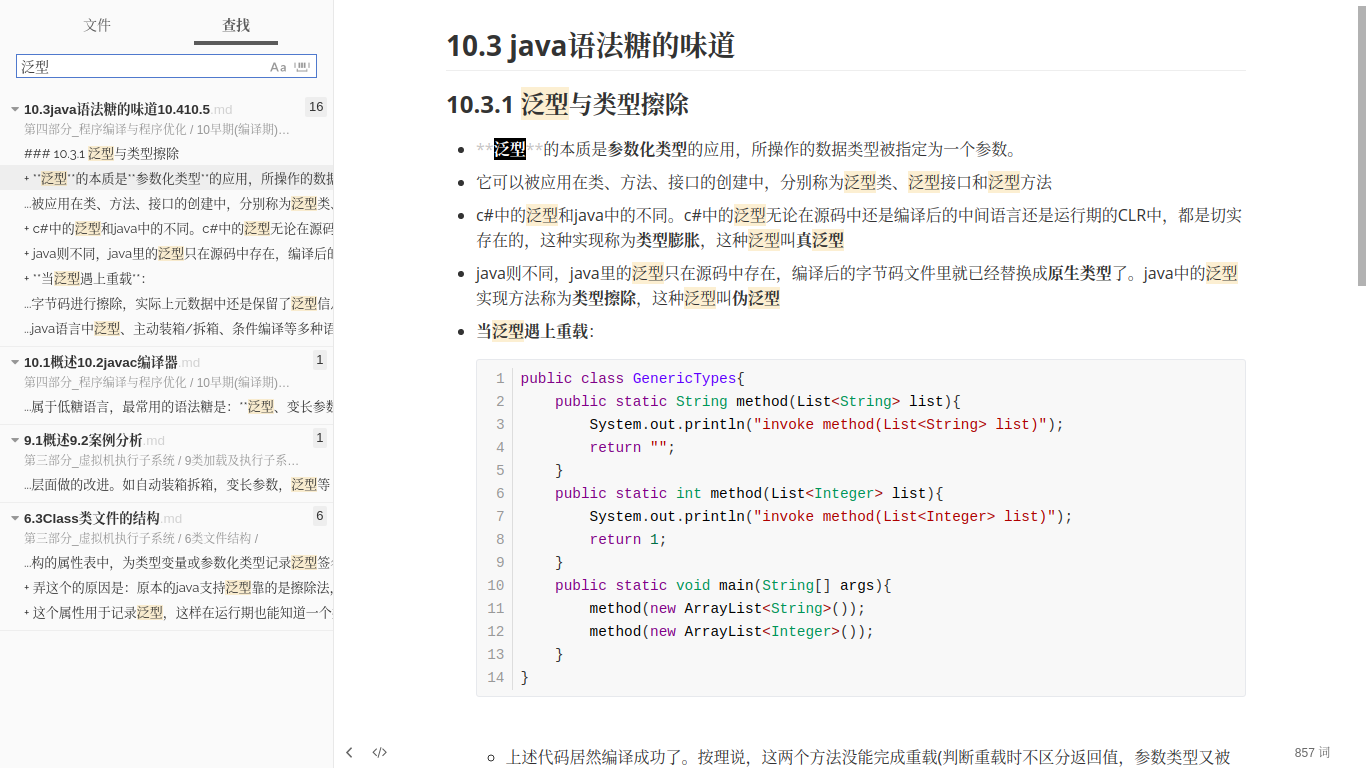 文件
查找
泛型
Aa
10.3java语法糖的味道10.410.5.md
16
第四部分_程序编译与程序优化 / 10早期(编译期)…
### 10.3.1 泛型与类型擦除
+ **泛型**的本质是**参数化类型**的应用，所操作的数据
...被应用在类、方法、接口的创建中，分别称为泛型类、
+ c#中的泛型和java中的不同。c#中的泛型无论在源码
+ java则不同，java里的泛型只在源码中存在，编译后的
+ **当泛型遇上重载**：
...字节码进行擦除，实际上元数据中还是保留了泛型信
...java语言中泛型、主动装箱/拆箱、条件编译等多种语
10.1概述10.2javac编译器.md
1
第四部分_程序编译与程序优化 / 10早期(编译期)…
...属于低糖语言，最常用的语法糖是：**泛型、变长参数
9.1概述9.2案例分析.md
1
第三部分_虚拟机执行子系统 / 9类加载及执行子系…
...层面做的改进。如自动装箱拆箱，变长参数，泛型等
6.3Class类文件的结构.md
6
第三部分_虚拟机执行子系统 / 6类文件结构 /
...构的属性表中，为类型变量或参数化类型记录泛型签
+ 弄这个的原因是：原本的java支持泛型靠的是擦除法，
+ 这个属性用于记录泛型，这样在运行期也能知道一个
10.3 java语法糖的味道
10.3.1 泛型与类型擦除
**泛型**的本质是参数化类型的应用，所操作的数据类型被指定为一个参数。
它可以被应用在类、方法、接口的创建中，分别称为泛型类、泛型接口和泛型方法
c#中的泛型和java中的不同。c#中的泛型无论在源码中还是编译后的中间语言还是运行期的CLR中，都是切实
存在的，这种实现称为类型膨胀，这种泛型叫真泛型
java则不同，java里的泛型只在源码中存在，编译后的字节码文件里就已经替换成原生类型了。java中的泛型
实现方法称为类型擦除，这种泛型叫伪泛型
当泛型遇上重载：
1 public class GenericTypes{
2     public static String method(List<String> list){
3         System.out.println("invoke method(List<String> list)");
4         return "";
5     }
6     public static int method(List<Integer> list){
7         System.out.println("invoke method(List<Integer> list)");
8         return 1;
9     }
10     public static void main(String[] args){
11         method(new ArrayList<String>());
12         method(new ArrayList<Integer>());
13     }
14 }
上述代码居然编译成功了。按理说，这两个方法没能完成重载(判断重载时不区分返回值，参数类型又被
857 词